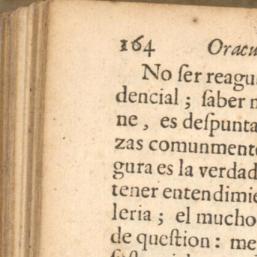 164 Oracu
No ſer reagu
dencial ; ſaber n
ne , es deſpunta
zas comunmente
gura es la verdad
tener entendimie
leria ; el mucho
de queſtion : me